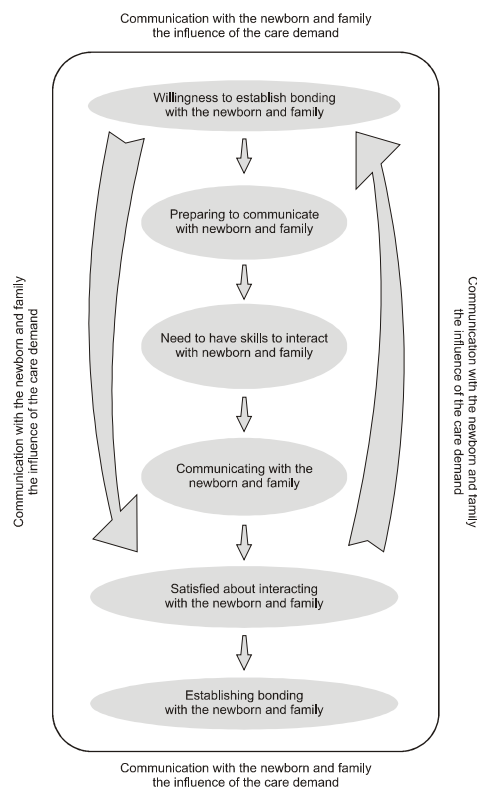 Communication with the newborn and family
the influence of the care demand
Willingness to establish bonding
with the newborn and family
Preparing to communicate
with newborn and family
Need to have skills to interact
with newborn and family
Communicating with the
newborn and family
Satisfied about interacting
with the newborn and family
Establishing bonding
with the newborn and family
Communication with the newborn and family
the influence of the care demand
Communication with the newborn and family
the influence of the care demand
Communication with the newborn and family
the influence of the care demand